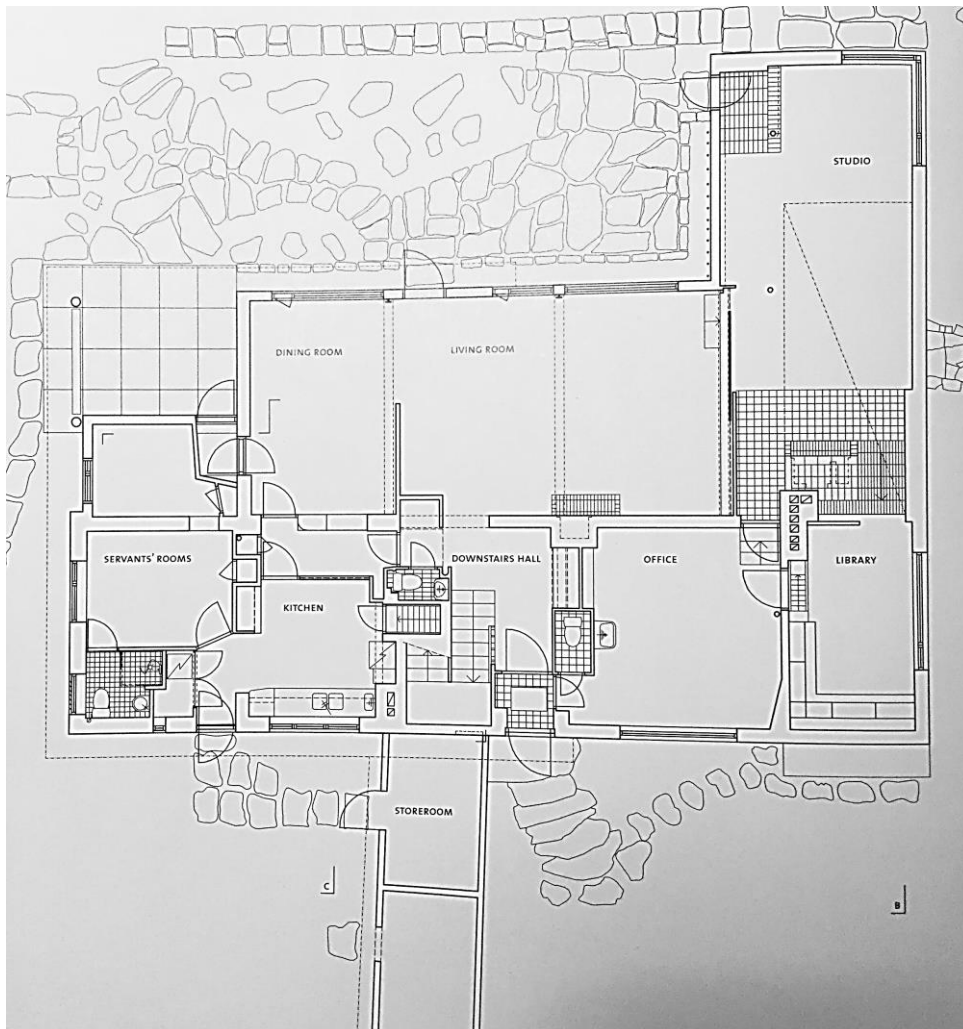 STUDIO
DINING ROOM
LIVING ROOM
SERVANTS' ROOMS
DOWNSTAIRS HALL
OFFICE
LIBRARY
KITCHEN
STOREROOM
C
B